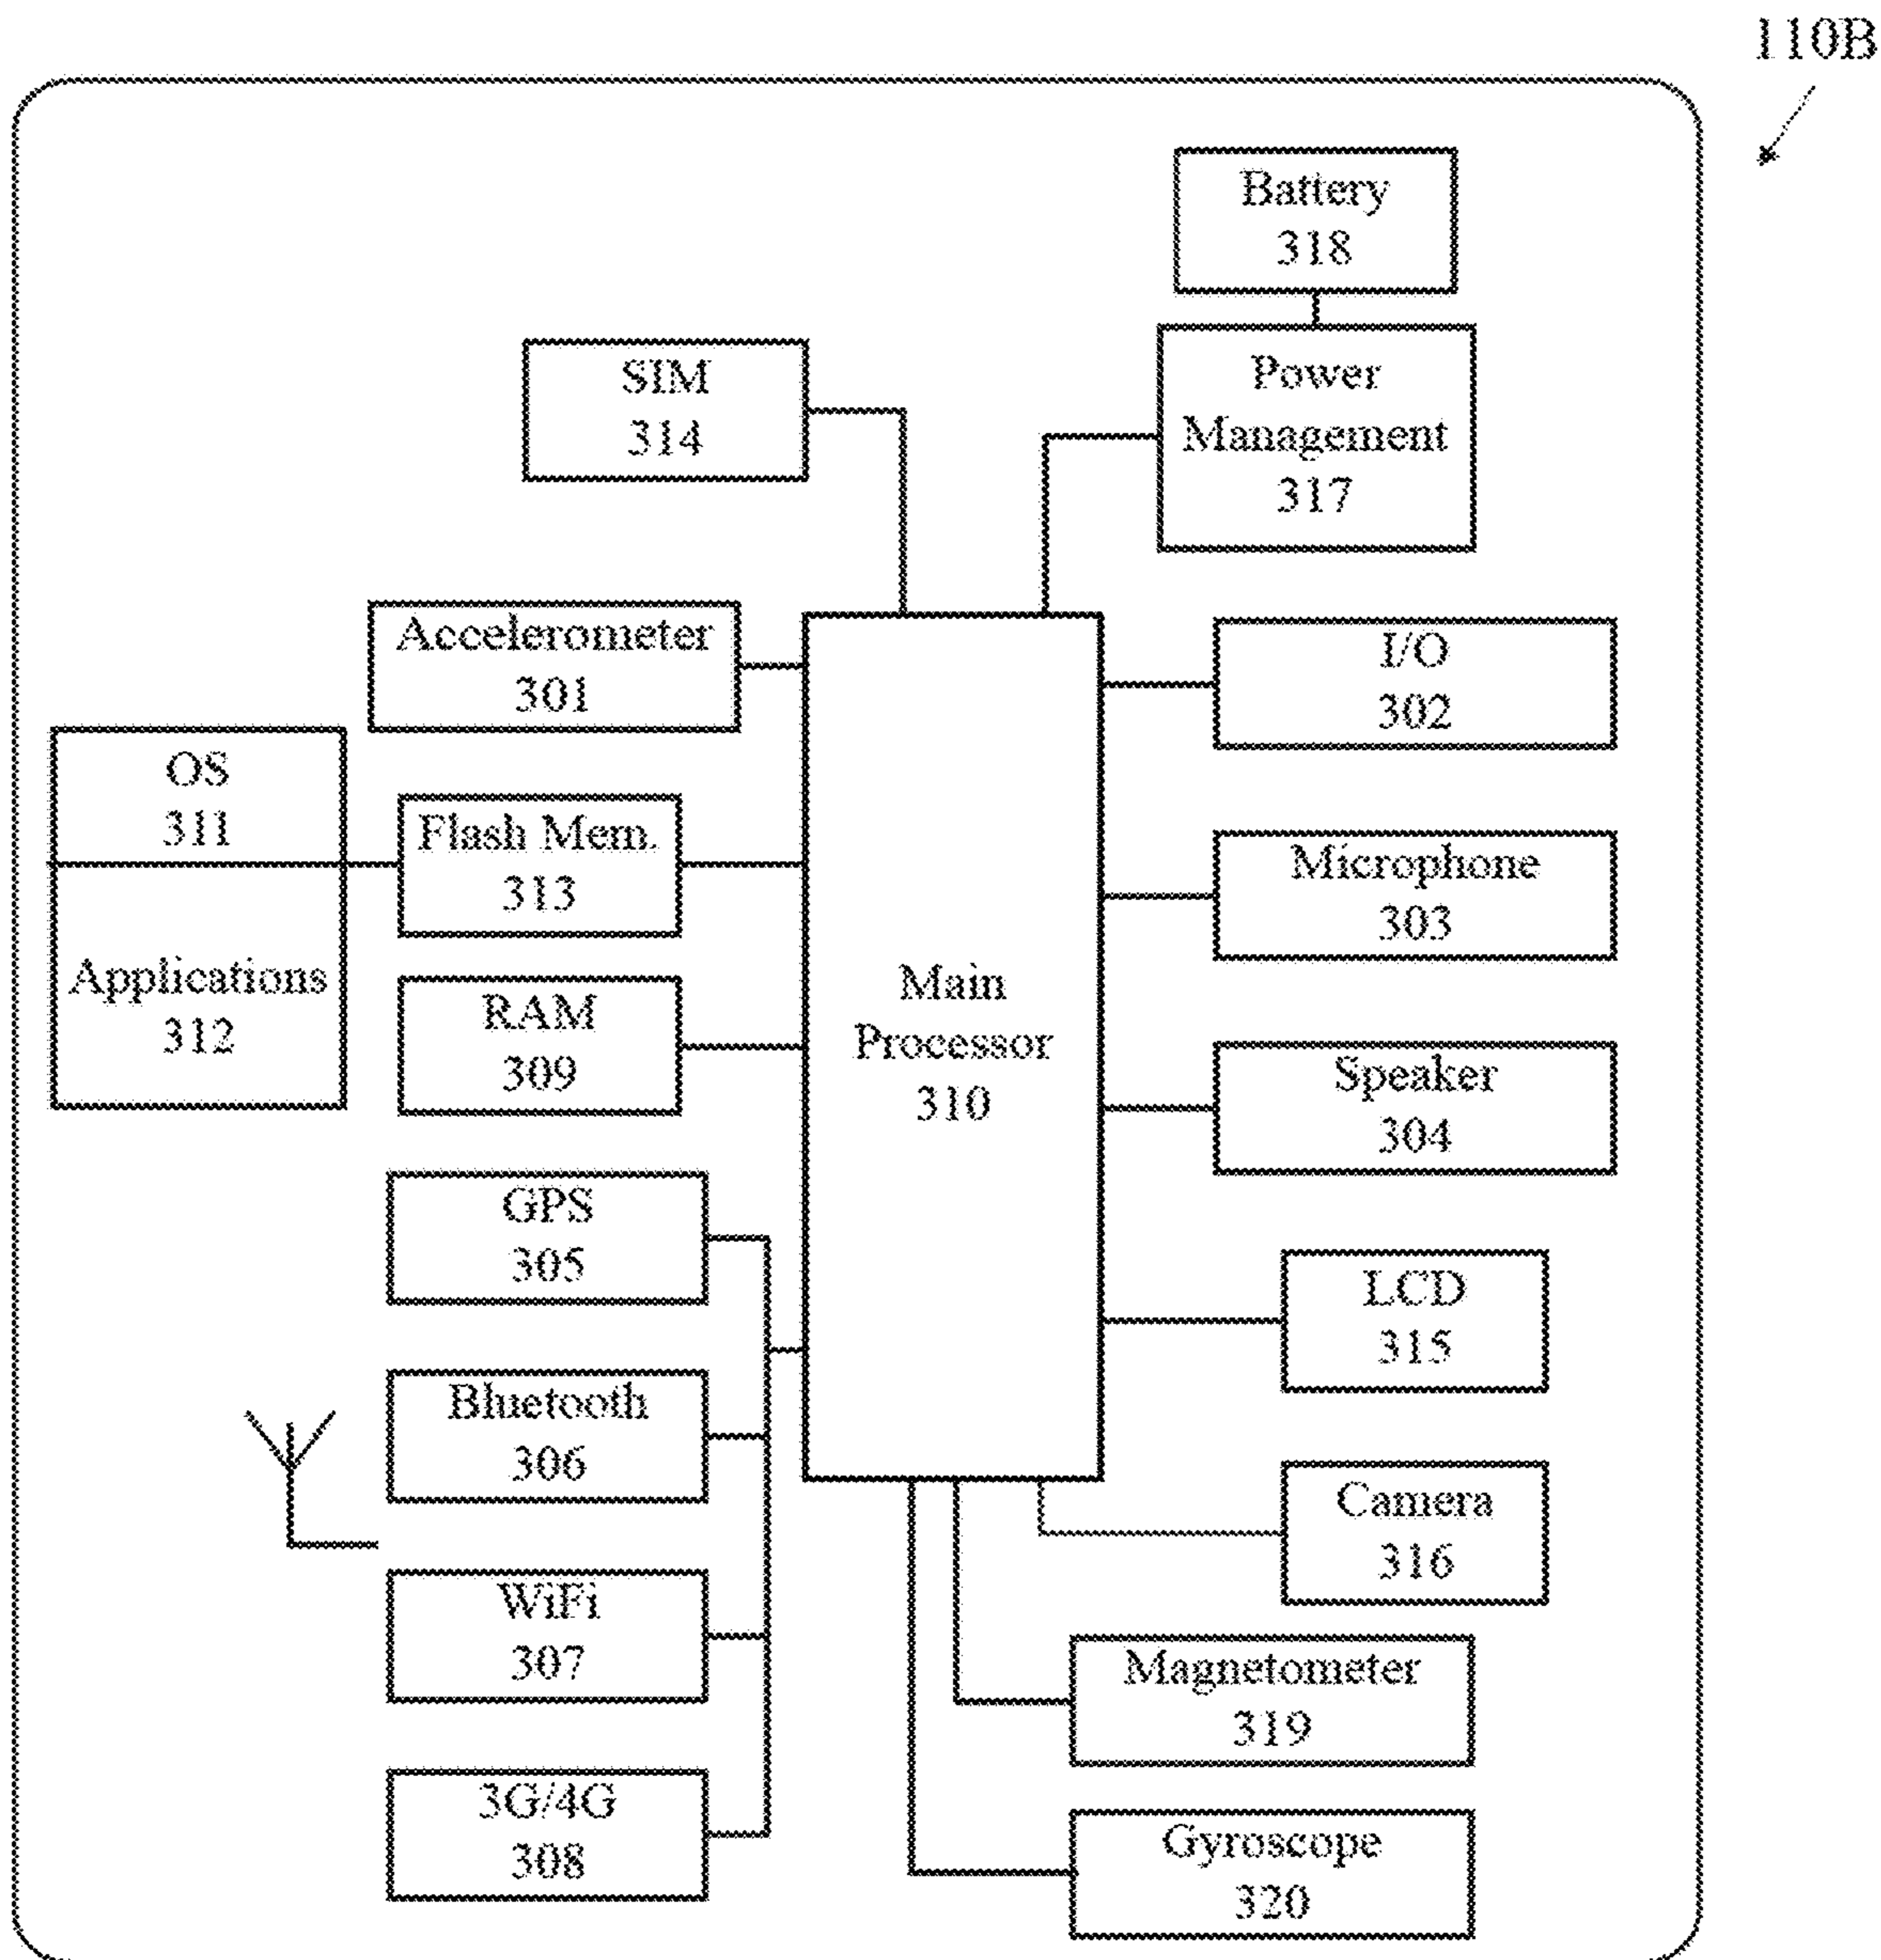 110B
Battery
318
Power
Management
317
SIM
314
Accelerometer
301
I/O
302
OS
311
Flash Mem.
313
Microphone
303
Applications
312
RAM
309
Main
Processor
310
Speaker
304
GPS
305
LCD
315
Bluetooth
306
Camera
316
WiFi
307
Magnetometer
319
3G/4G
308
Gyroscope
320